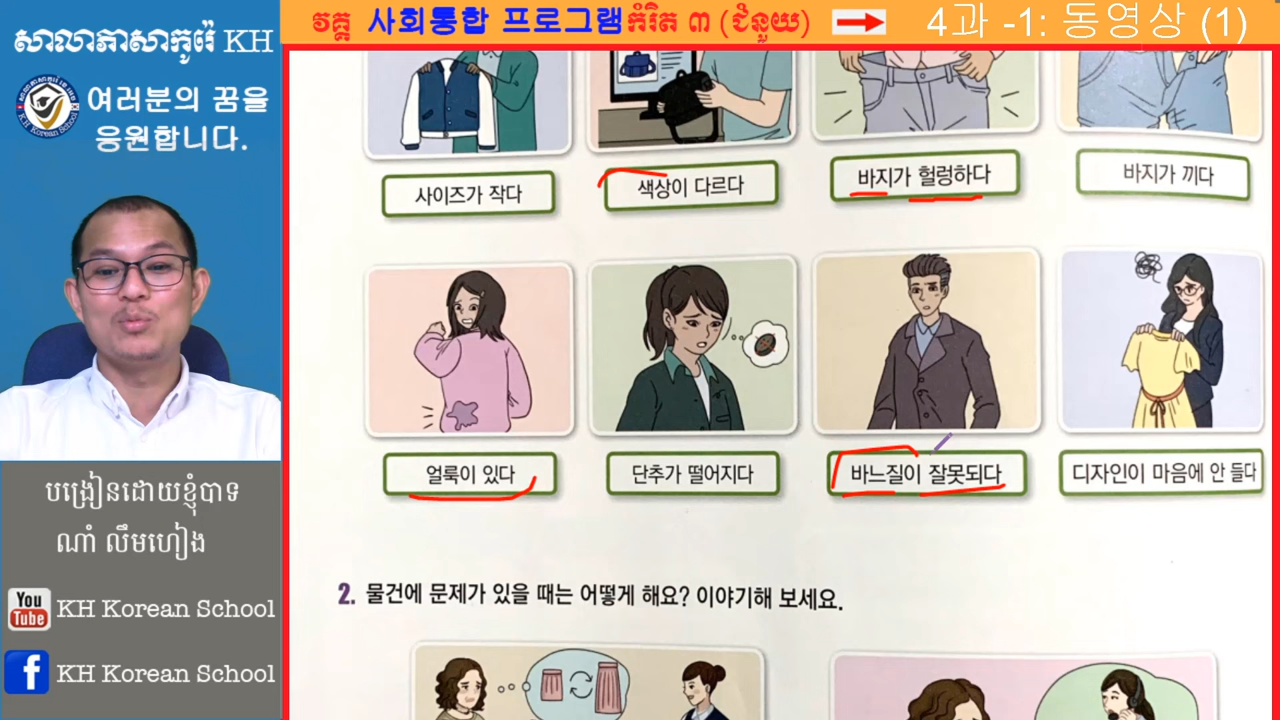 សាលាភាសាកូរ៉េ KH
여러분의 꿈을
응원합니다.
វគ្គ 사회통합 프로그램 កំរិត ៣ (ជំនួយ)
4과 -1: 동영상 (1)
사이즈가 작다
색상이 다르다
바지가 헐렁하다
바지가 끼다
얼룩이 있다
단추가 떨어지다
바느질이 잘못되다
디자인이 마음에 안 들다
2. 물건에 문제가 있을 때는 어떻게 해요? 이야기해 보세요.
បង្រៀនដោយខ្ញុំបាទ
ណាំ លឹមហៀង
You Tube KH Korean School
f KH Korean School